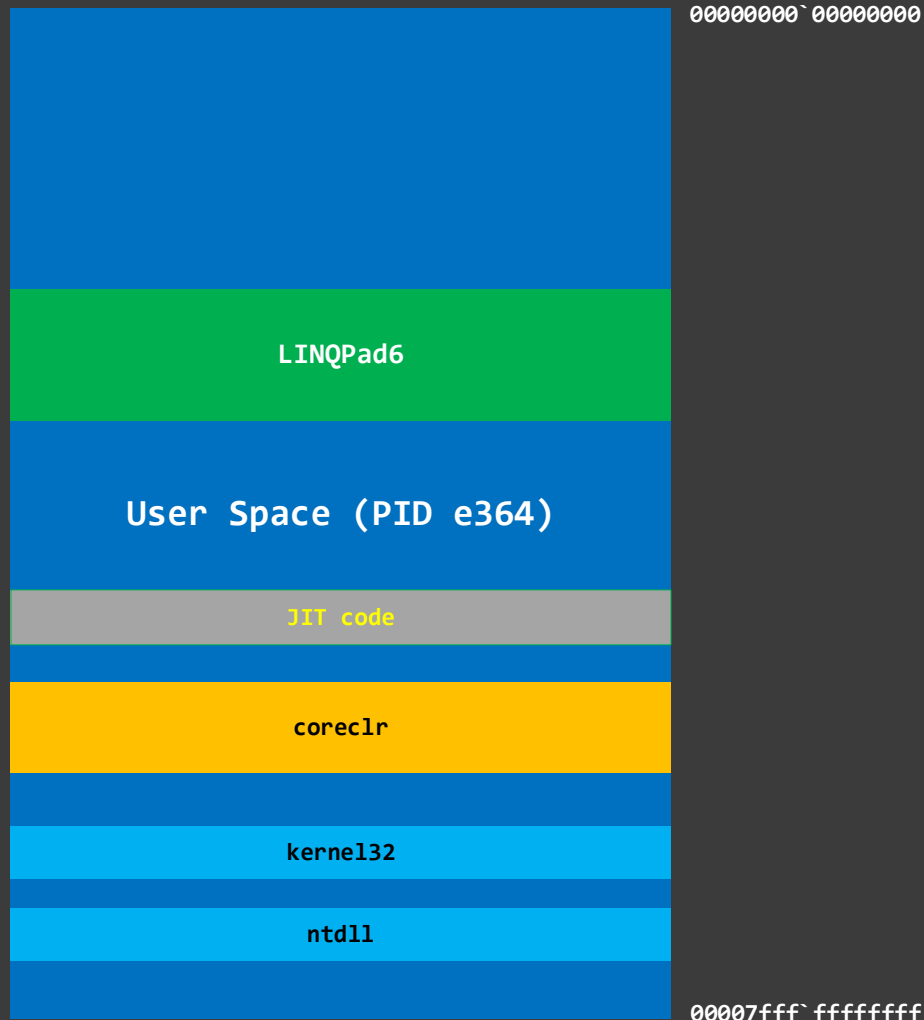 00000000`00000000
LINQPad6
User Space (PID e364)
JIT code
coreclr
kernel32
ntdll
00007fff`ffffffff